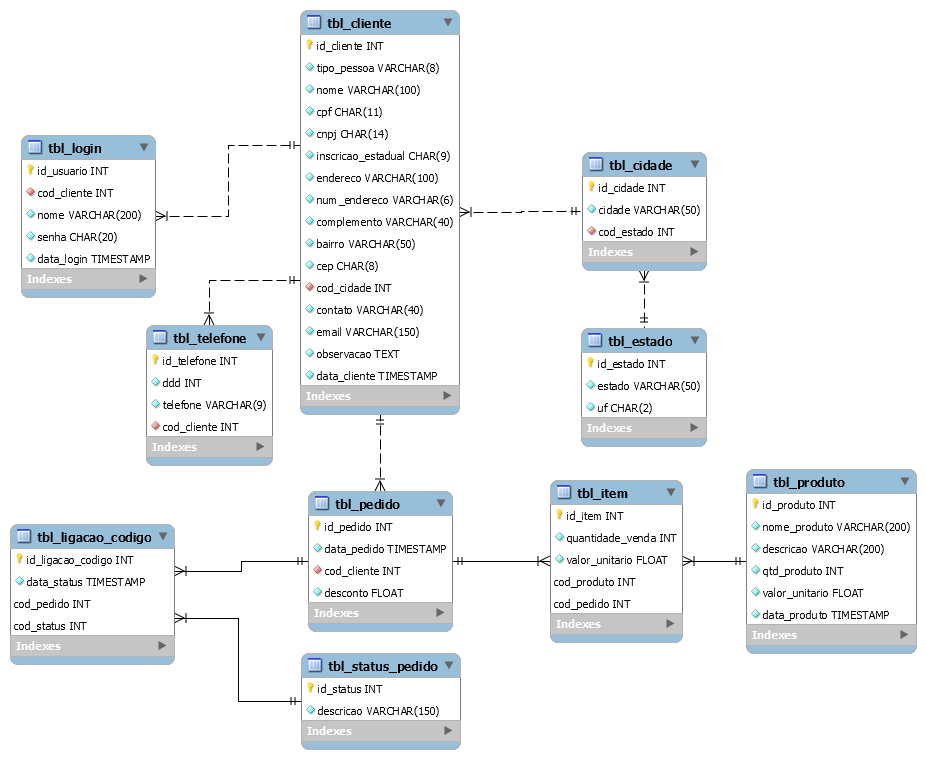 tbl_cliente
id_cliente INT
tipo_pessoa VARCHAR(8)
nome VARCHAR(100)
cpf CHAR(11)
cnpj CHAR(14)
inscricao_estadual CHAR(9)
endereco VARCHAR(100)
num_endereco VARCHAR(6)
complemento VARCHAR(40)
bairro VARCHAR(50)
cep CHAR(8)
cod_cidade INT
contato VARCHAR(40)
email VARCHAR(150)
observacao TEXT
data_cliente TIMESTAMP
Indexes
tbl_login
id_usuario INT
cod_cliente INT
nome VARCHAR(200)
senha CHAR(20)
data_login TIMESTAMP
Indexes
tbl_cidade
id_cidade INT
cidade VARCHAR(50)
cod_estado INT
Indexes
tbl_telefone
id_telefone INT
ddd INT
telefone VARCHAR(9)
cod_cliente INT
Indexes
tbl_estado
id_estado INT
estado VARCHAR(50)
uf CHAR(2)
Indexes
tbl_ligacao_codigo
id_ligacao_codigo INT
data_status TIMESTAMP
cod_pedido INT
cod_status INT
Indexes
tbl_pedido
id_pedido INT
data_pedido TIMESTAMP
cod_cliente INT
desconto FLOAT
Indexes
tbl_item
id_item INT
quantidade_venda INT
valor_unitario FLOAT
cod_produto INT
cod_pedido INT
Indexes
tbl_produto
id_produto INT
nome_produto VARCHAR(200)
descricao VARCHAR(200)
qtd_produto INT
valor_unitario FLOAT
data_produto TIMESTAMP
Indexes
tbl_status_pedido
id_status INT
descricao VARCHAR(150)
Indexes